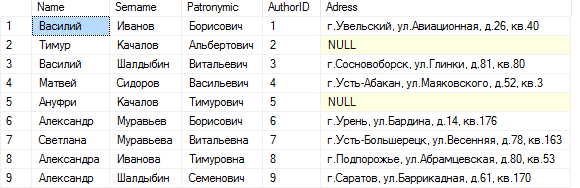 Name Sername Patronymic AuthorID Adress
1 Василий Иванов Борисович 1 г.Увельский, ул.Авиационная, д.26, кв.40
2 Тимур Качалов Альбертович 2 NULL
3 Василий Шалдыбин Витальевич 3 г.Сосновоборск, ул.Глинки, д.81, кв.80
4 Матвей Сидоров Васильевич 4 г.Усть-Абакан, ул.Маяковского, д.52, кв.3
5 Ануфри Качалов Тимурович 5 NULL
6 Александр Муравьев Борисович 6 г.Урень, ул.Бардина, д.14, кв.176
7 Светлана Муравьева Витальевна 7 г.Усть-Большерецк, ул.Весенняя, д.78, кв.163
8 Александра Иванова Тимуровна 8 г.Подпорожье, ул.Абрамцевская, д.80, кв.53
9 Александр Шалдыбин Семенович 9 г.Саратов, ул.Баррикадная, д.61, кв.170